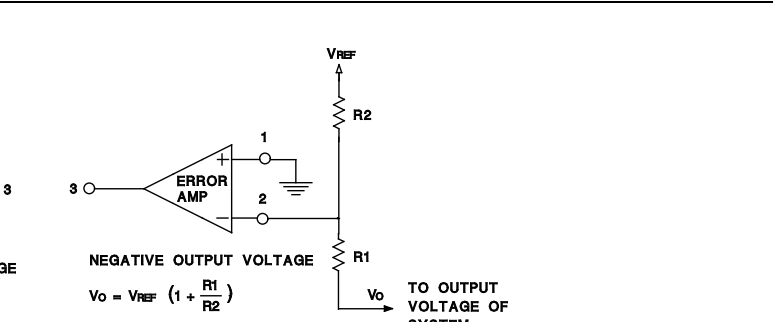 VREF
R2
1
+
3
3
ERROR
AMP
2
−
GE
NEGATIVE OUTPUT VOLTAGE
R1
VO = VREF (1 + R1/R2)
VO
TO OUTPUT
VOLTAGE OF
SYSTEM